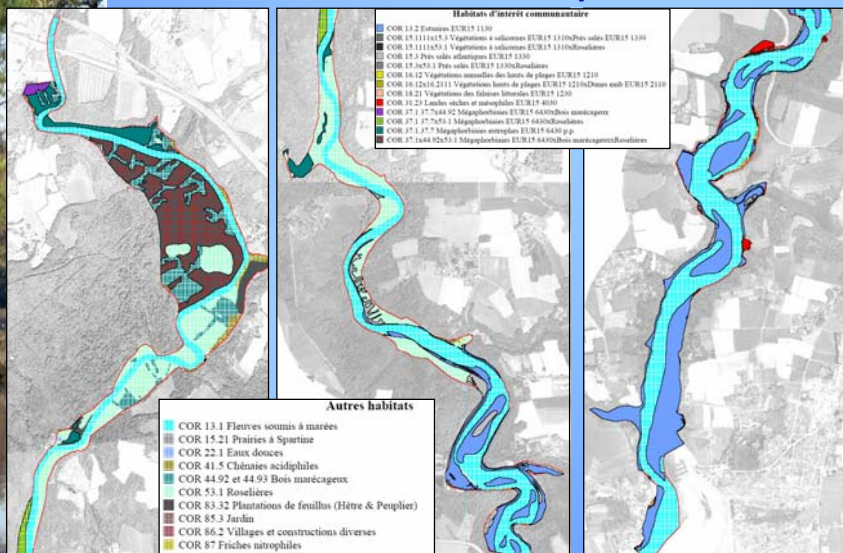 Habitats d'intérêt communautaire
COR 13.2 Estuaires EUR15 1130
COR 15.1111x15.3 Végétations à salicornes EUR15 1310xPrés salés EUR15 1330
COR 15.1111x53.1 Végétations à salicornes EUR15 1310xRoselières
COR 15.3 Prés salés atlantiques EUR15 1330
COR 15.3x53.1 Prés salés EUR15 1330xRoselières
COR 16.12 Végétations annuelles des hauts de plages EUR15 1210
COR 16.12x16.2111 Végétations hauts de plages EUR15 1210xDunes emb EUR15 2110
COR 18.21 Végétations des falaises littorales EUR15 1230
COR 31.23 Landes sèches et mésophiles EUR15 4030
COR 37.1 37.7x44.92 Mégaphorbiaies EUR15 6430xBois marécageux
COR 37.1 37.7x53.1 Mégaphorbiaies EUR15 6430xRoselières
COR 37.1.37.7 Mégaphorbiaies eutrophes EUR15 6430 p.p.
COR 37.1x44.92x53.1 Mégaphorbiaies EUR15 6430xBois marécageuxxRoselières
Autres habitats
COR 13.1 Fleuves soumis à marées
COR 15.21 Prairies à Spartine
COR 22.1 Eaux douces
COR 41.5 Chênaies acidiphiles
COR 44.92 et 44.93 Bois marécageux
COR 53.1 Roselières
COR 83.32 Plantations de feuillus (Hêtre & Peuplier)
COR 85.3 Jardin
COR 86.2 Villages et constructions diverses
COR 87 Friches nitrophiles